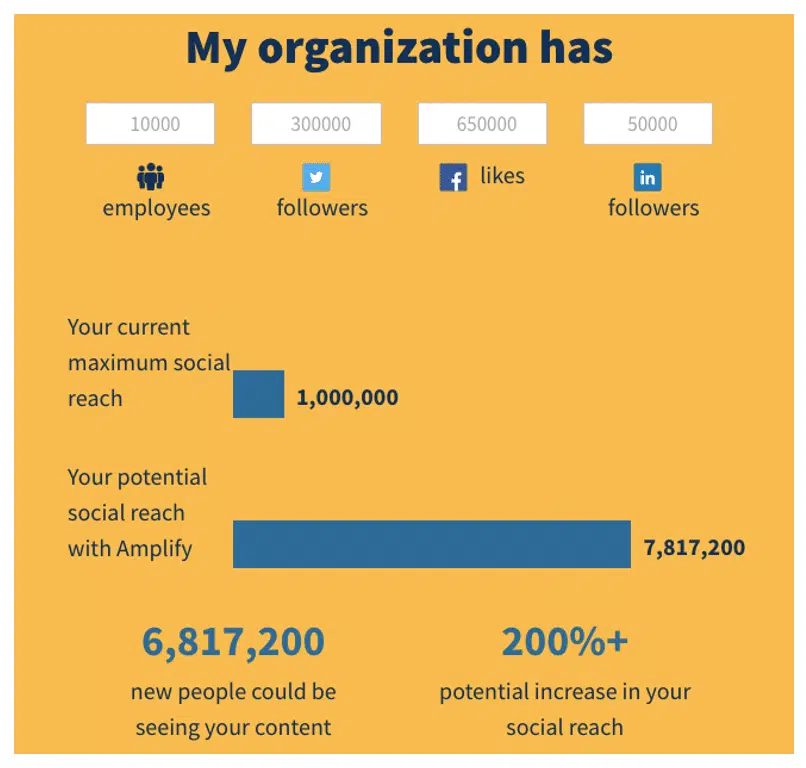 My organization has
10000 300000 650000 50000
employees followers likes followers
Your current
maximum social
reach
1,000,000
Your potential
social reach
with Amplify
7,817,200
6,817,200
new people could be
seeing your content
200%+
potential increase in your
social reach